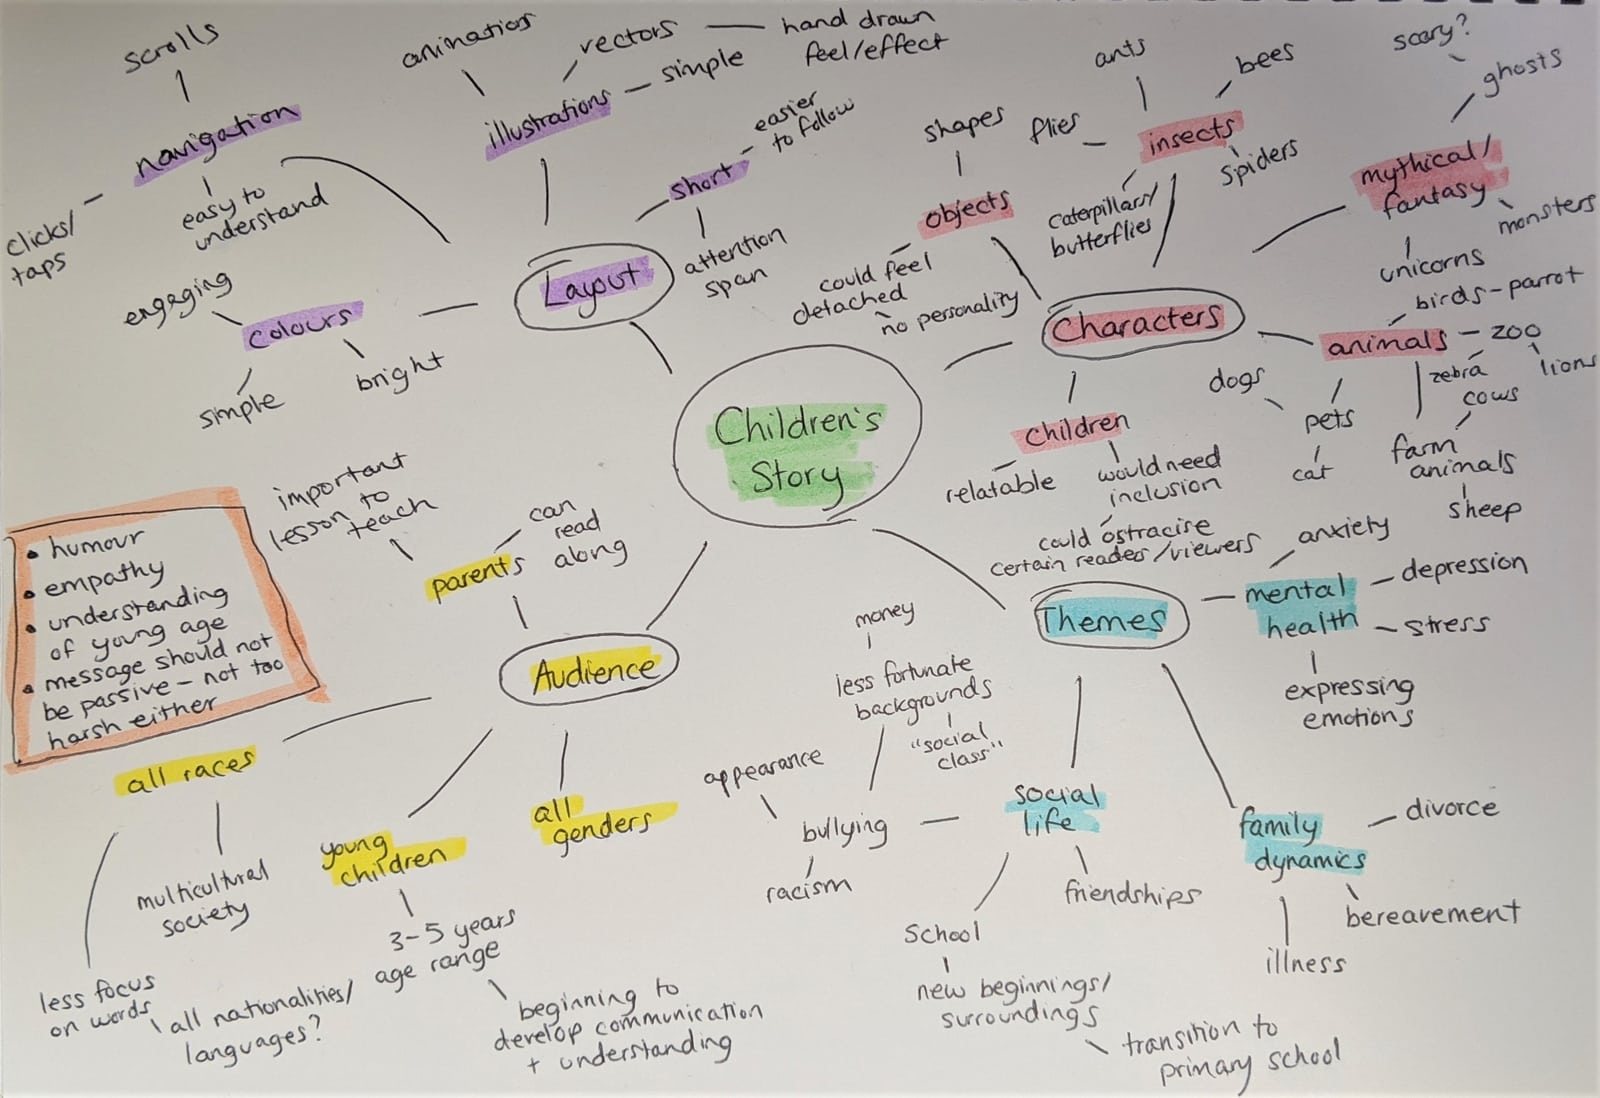 scrolls
navigation
clicks/
taps
easy to
understand
engaging
colours
simple
bright
animations
vectors
hand drawn
feel/effect
simple
illustrations
short
easier
to follow
attention
span
Layout
shapes
objects
could feel
detached
no personality
ants
bees
flies
insects
spiders
caterpillars/
butterflies
scary?
ghosts
mythical/
fantasy
monsters
unicorns
Characters
birds - parrot
animals
zoo
lions
zebra
cows
dogs
pets
cat
farm
animals
sheep
children
relatable
would need
inclusion
could ostracise
certain readers/viewers
Children's
Story
important
lesson to
teach
can
read
along
parents
• humour
• empathy
• understanding
of young age
• message should not
be passive - not too
harsh either
Audience
all races
multicultural
society
less focus
on words
all nationalities/
languages?
young
children
3-5 years
age range
beginning to
develop communication
+ understanding
all
genders
Themes
anxiety
mental
health
depression
stress
expressing
emotions
money
less fortunate
backgrounds
"social
class"
appearance
bullying
racism
social
life
friendships
school
new beginnings/
surroundings
transition to
primary school
family
dynamics
divorce
bereavement
illness